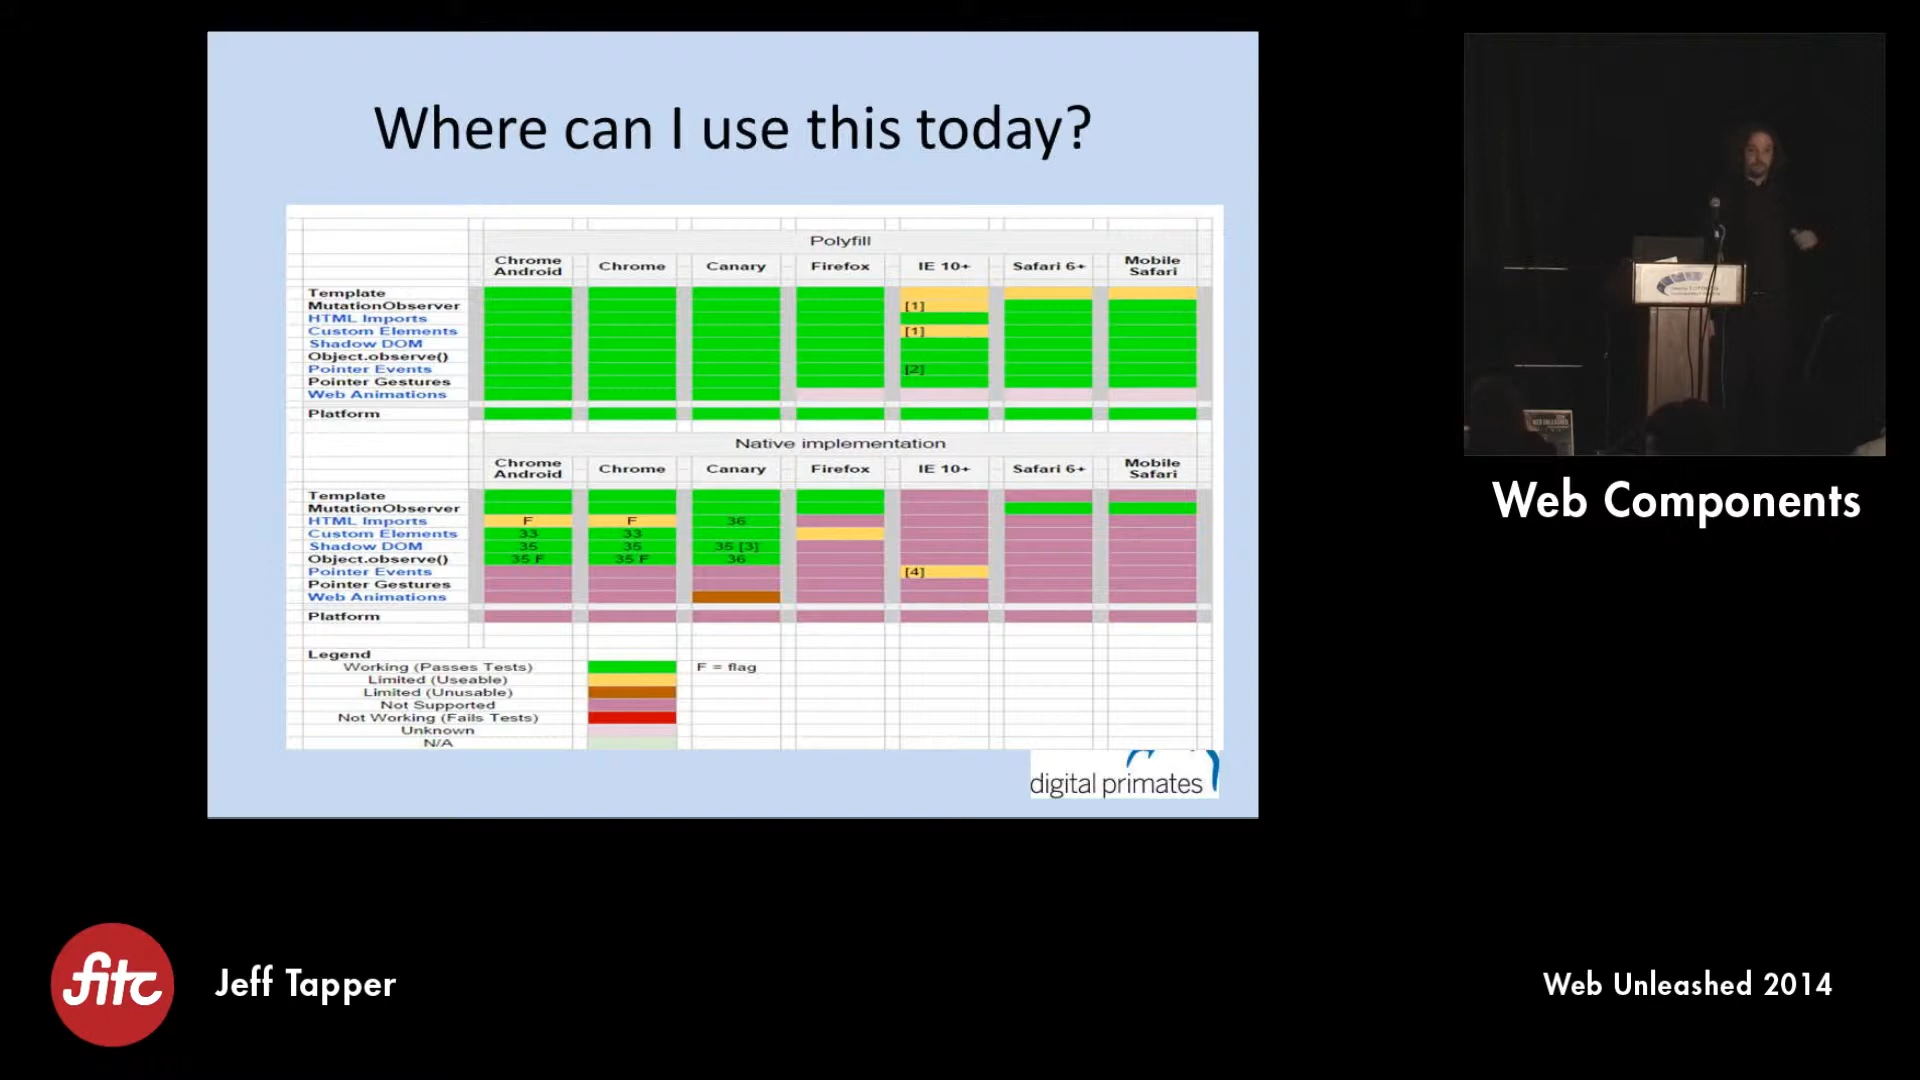 Where can I use this today?
Polyfill
Chrome Android Chrome Canary Firefox IE 10+ Safari 6+ Mobile Safari
Template
MutationObserver [1]
HTML Imports
Custom Elements [1]
Shadow DOM
Object.observe()
Pointer Events [2]
Pointer Gestures
Web Animations
Platform
Native implementation
Chrome Android Chrome Canary Firefox IE 10+ Safari 6+ Mobile Safari
Template
MutationObserver
HTML Imports F F 36
Custom Elements 33 33
Shadow DOM 35 35 35 [3]
Object.observe() 35 F 35 F 36
Pointer Events [4]
Pointer Gestures
Web Animations
Platform
Legend
Working (Passes Tests) F = flag
Limited (Useable)
Limited (Unusable)
Not Supported
Not Working (Fails Tests)
Unknown
N/A
digital primates
Web Components
fitc
Jeff Tapper
Web Unleashed 2014